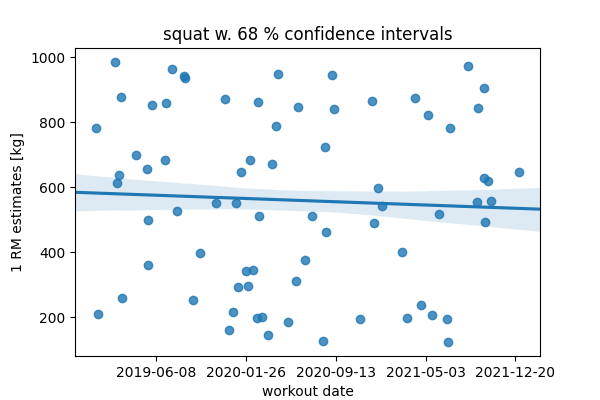 squat w. 68 % confidence intervals
1000
800
600
400
200
1 RM estimates [kg]
2019-06-08 2020-01-26 2020-09-13 2021-05-03 2021-12-20
workout date